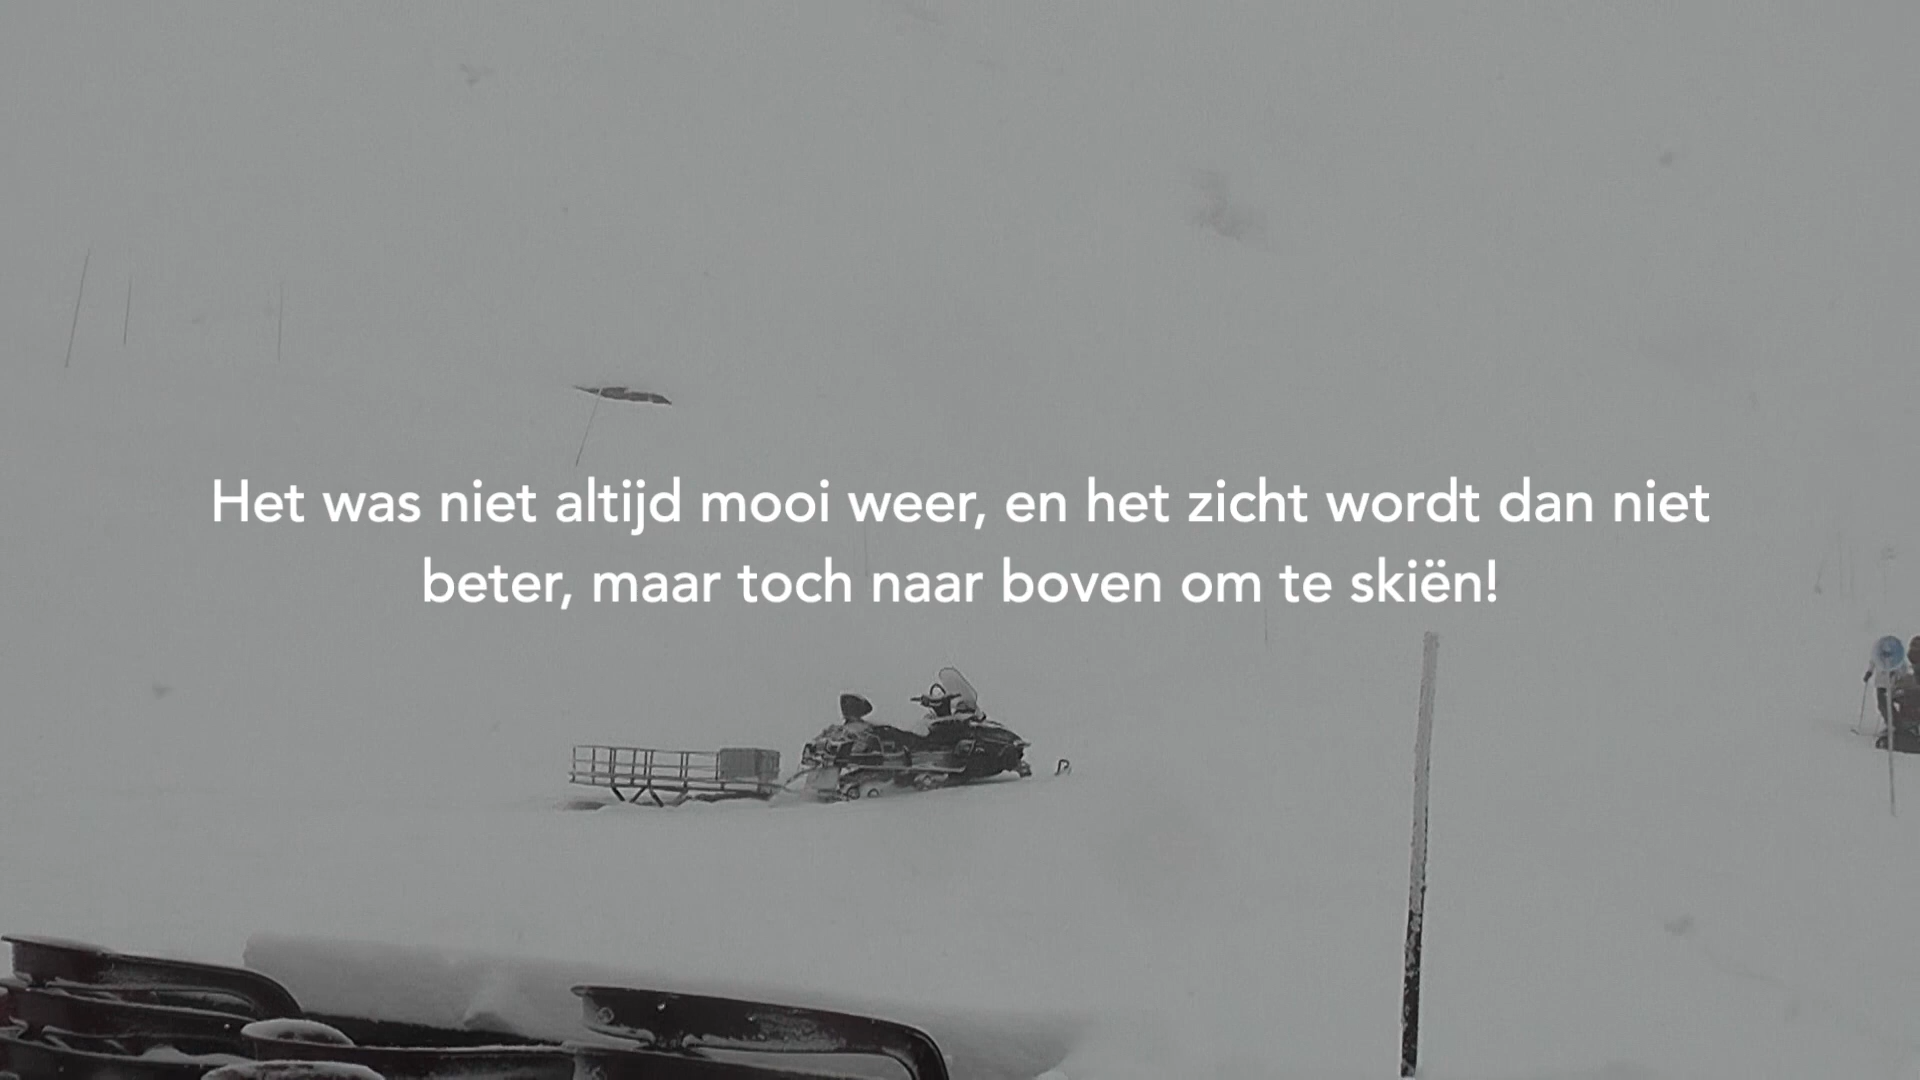 Het was niet altijd mooi weer, en het zicht wordt dan niet
beter, maar toch naar boven om te skiën!